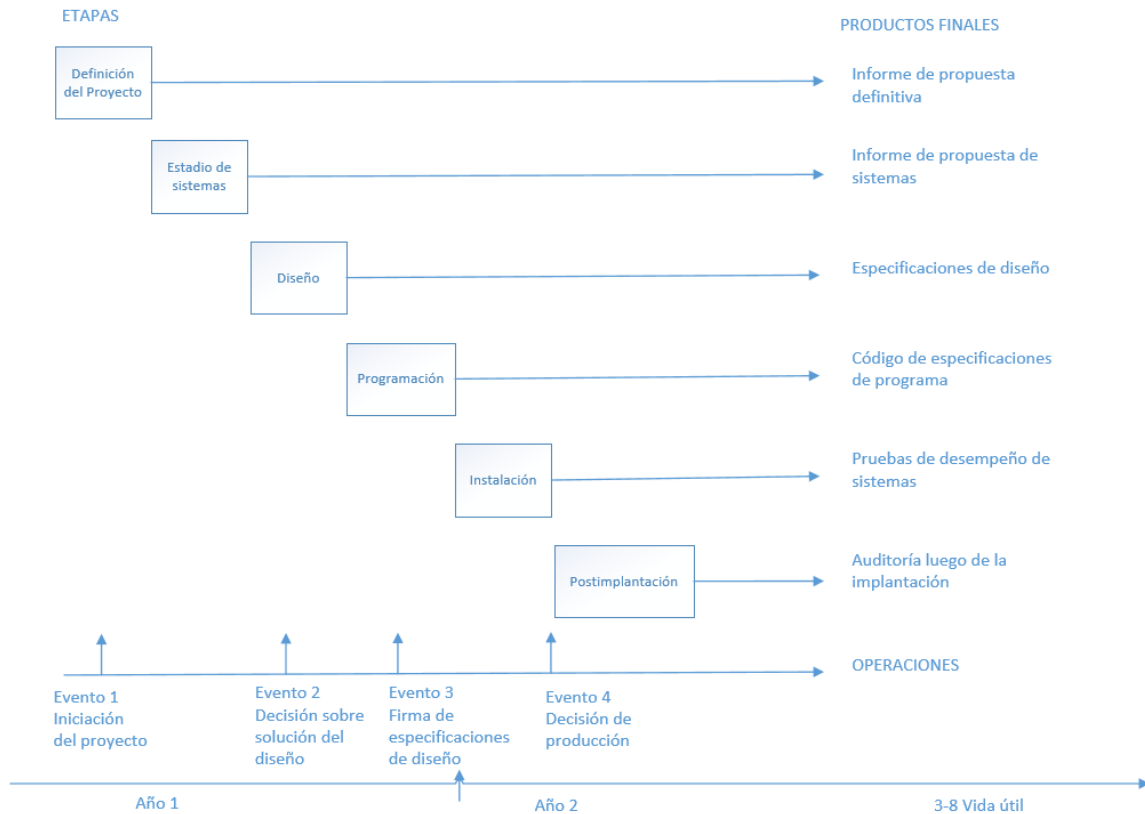 ETAPAS
PRODUCTOS FINALES
Definición
del Proyecto
Informe de propuesta
definitiva
Estadio de
sistemas
Informe de propuesta de
sistemas
Diseño
Especificaciones de diseño
Programación
Código de especificaciones
de programa
Instalación
Pruebas de desempeño de
sistemas
Postimplantación
Auditoría luego de la
implantación
OPERACIONES
Evento 1
Iniciación
del proyecto
Evento 2
Decisión sobre
solución del
diseño
Evento 3
Firma de
especificaciones
de diseño
Evento 4
Decisión de
producción
Año 1
Año 2
3-8 Vida útil